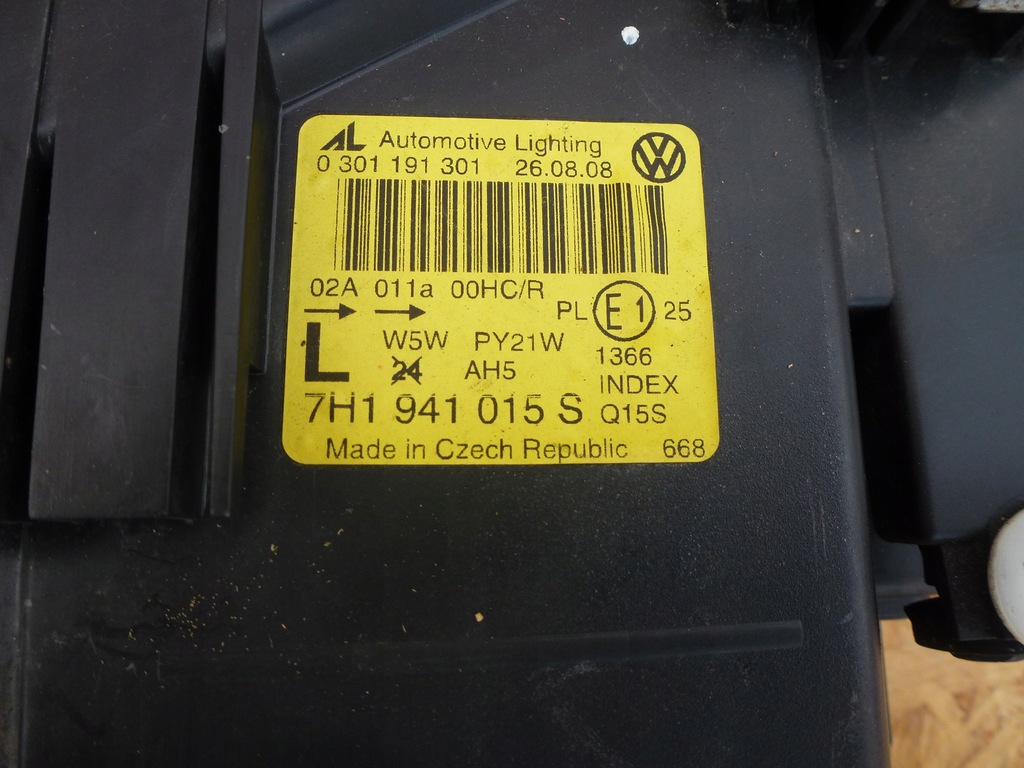 AL Automotive Lighting
0 301 191 301 26.08.08
02A 011a 00HC/R
PL E1 25
L W5W PY21W 1366
24 AH5 INDEX
7H1 941 015 S Q15S
Made in Czech Republic 668